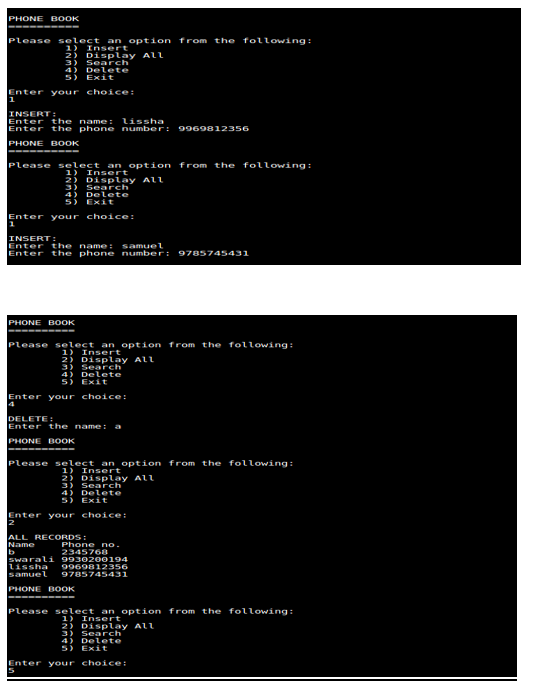 PHONE BOOK
==========
Please select an option from the following:
1) Insert
2) Display All
3) Search
4) Delete
5) Exit
Enter your choice:
1
INSERT:
Enter the name: lissha
Enter the phone number: 9969812356
PHONE BOOK
==========
Please select an option from the following:
1) Insert
2) Display All
3) Search
4) Delete
5) Exit
Enter your choice:
1
INSERT:
Enter the name: samuel
Enter the phone number: 9785745431
PHONE BOOK
==========
Please select an option from the following:
1) Insert
2) Display All
3) Search
4) Delete
5) Exit
Enter your choice:
4
DELETE:
Enter the name: a
PHONE BOOK
==========
Please select an option from the following:
1) Insert
2) Display All
3) Search
4) Delete
5) Exit
Enter your choice:
2
ALL RECORDS:
Name Phone no.
b 2345768
swarali 9930200194
lissha 9969812356
samuel 9785745431
PHONE BOOK
==========
Please select an option from the following:
1) Insert
2) Display All
3) Search
4) Delete
5) Exit
Enter your choice:
5